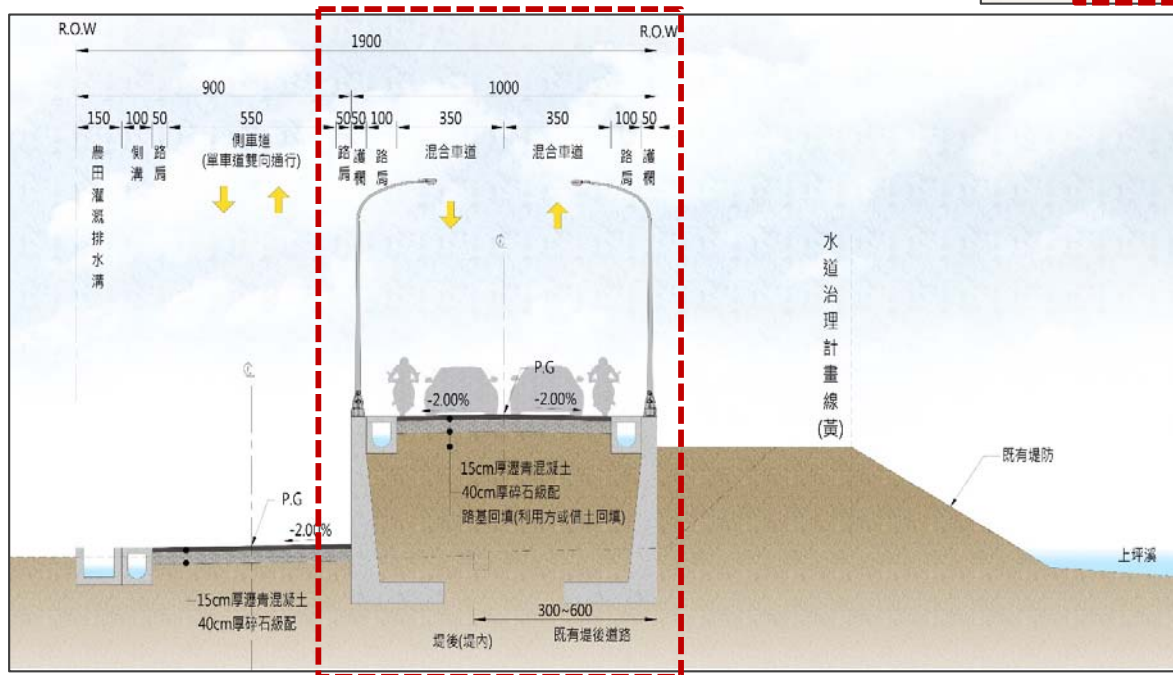 R.O.W
R.O.W
1900
900
1000
150
100
50
550
50
50
100
350
350
100
50
農田灌溉排水溝
側溝
路肩
側車道
(單車道雙向通行)
路肩
護欄
路肩
混合車道
混合車道
路肩
護欄
水道治理計畫線(黃)
P.G
-2.00%
-2.00%
既有堤防
15cm厚瀝青混凝土
40cm厚碎石級配
路基回填(利用方或借土回填)
P.G
-2.00%
上坪溪
15cm厚瀝青混凝土
40cm厚碎石級配
300~600
堤後(堤內)
既有堤後道路